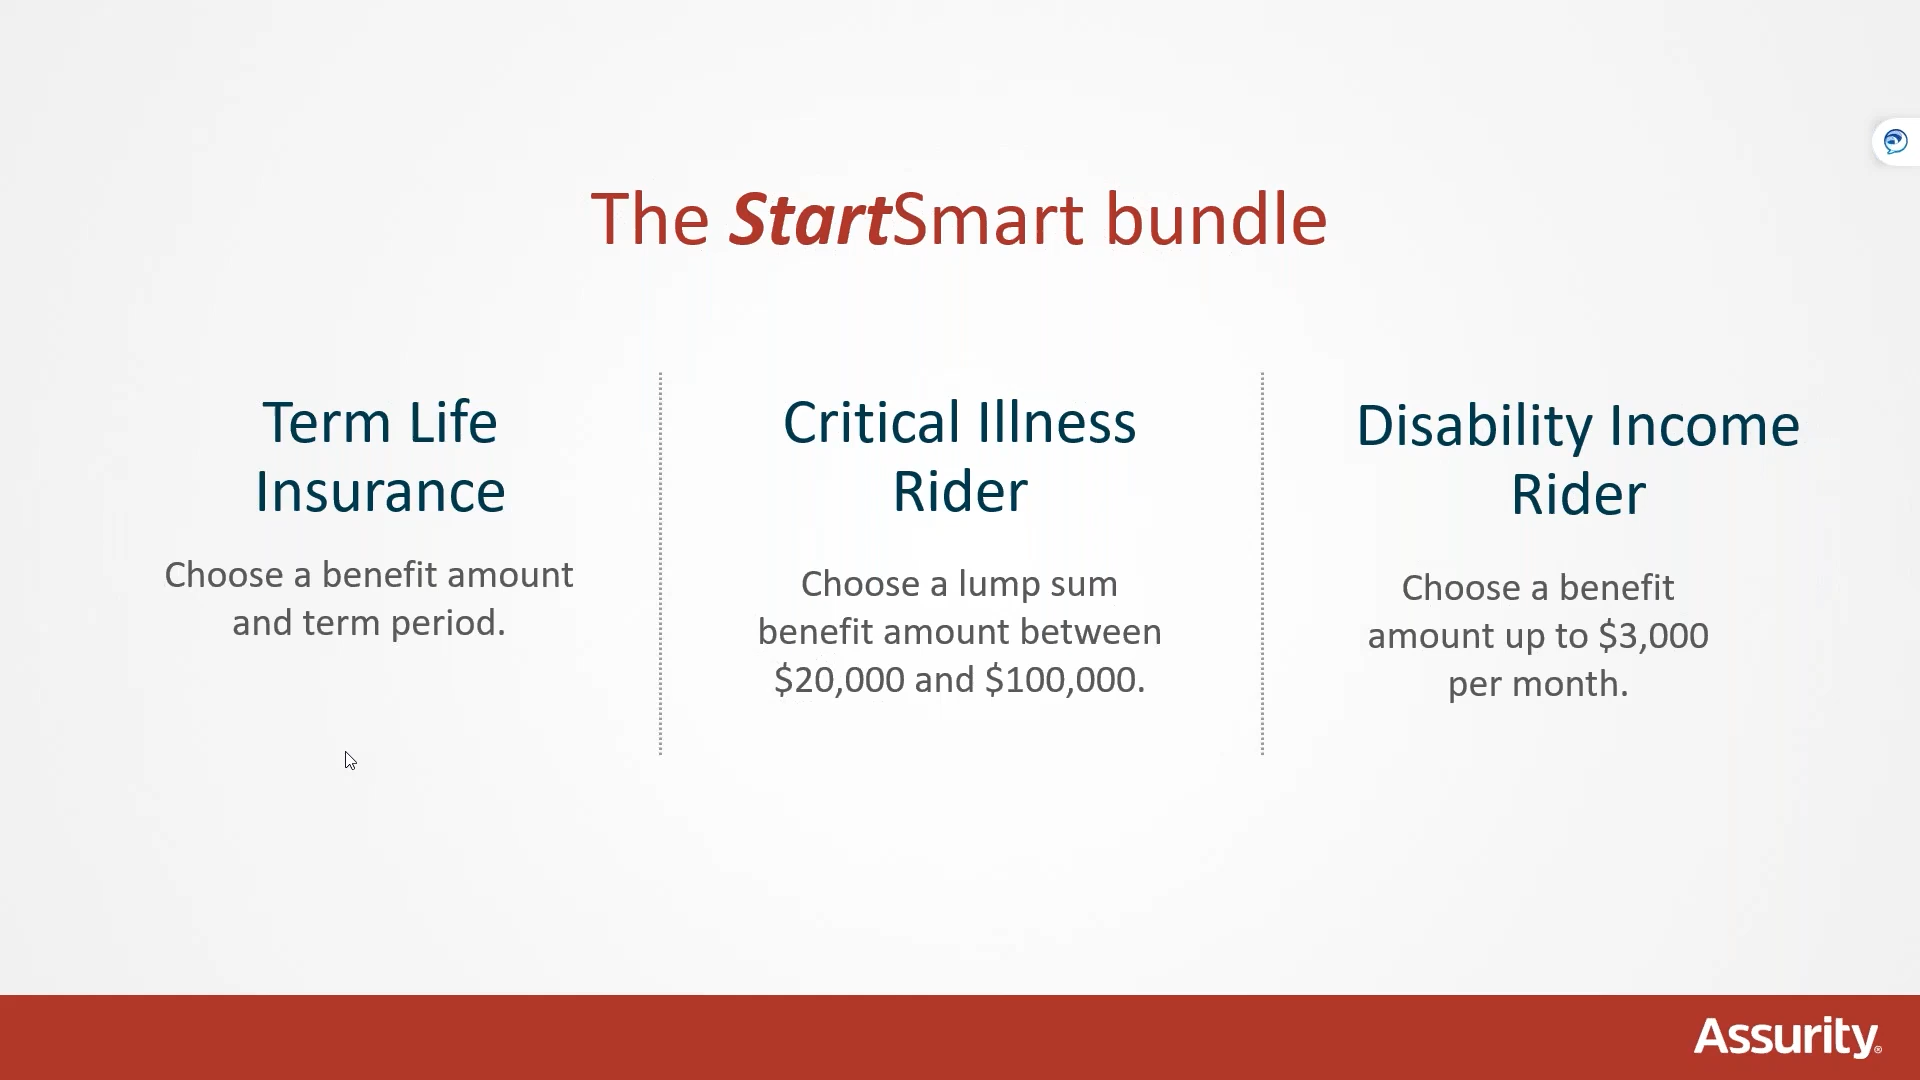 The StartSmart bundle
Term Life
Insurance
Choose a benefit amount
and term period.
Critical Illness
Rider
Choose a lump sum
benefit amount between
$20,000 and $100,000.
Disability Income
Rider
Choose a benefit
amount up to $3,000
per month.
Assurity®